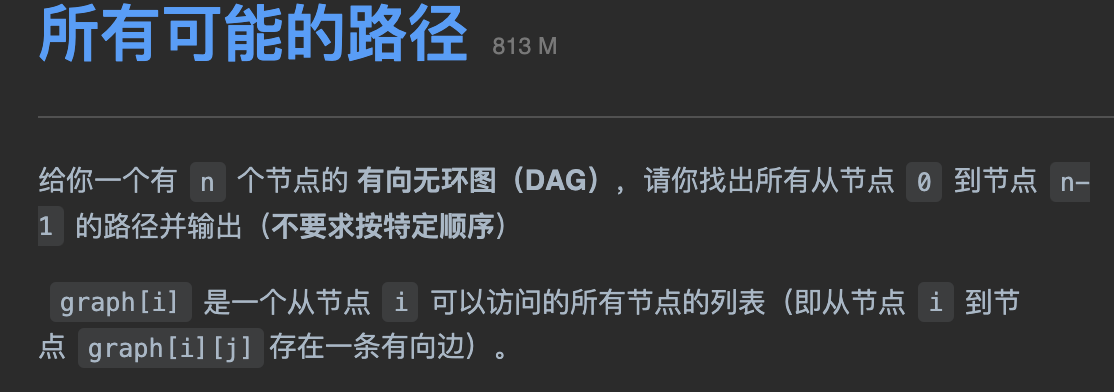 所有可能的路径 813 M
给你一个有 n 个节点的 有向无环图（DAG），请你找出所有从节点 0 到节点 n-
1 的路径并输出（不要求按特定顺序）
graph[i] 是一个从节点 i 可以访问的所有节点的列表（即从节点 i 到节
点 graph[i][j] 存在一条有向边）。